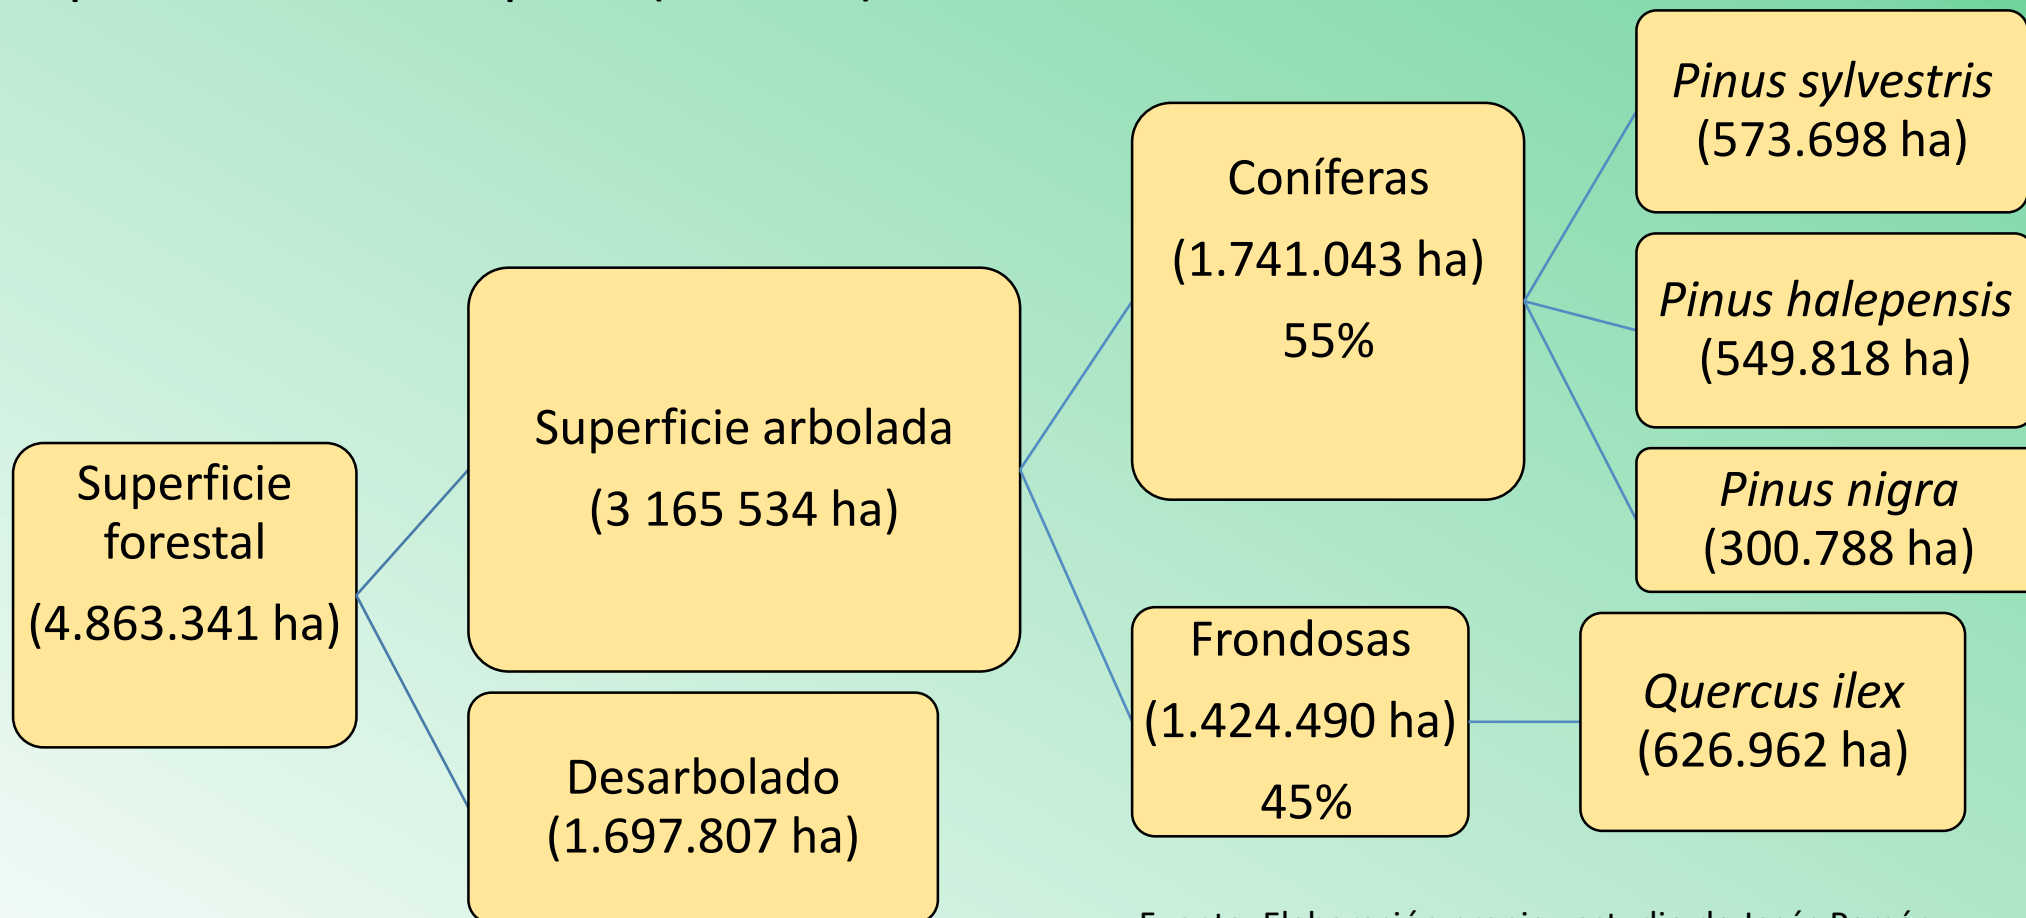 Superficie
forestal
(4.863.341 ha)
Superficie arbolada
(3 165 534 ha)
Desarbolado
(1.697.807 ha)
Coníferas
(1.741.043 ha)
55%
Frondosas
(1.424.490 ha)
45%
Pinus sylvestris
(573.698 ha)
Pinus halepensis
(549.818 ha)
Pinus nigra
(300.788 ha)
Quercus ilex
(626.962 ha)